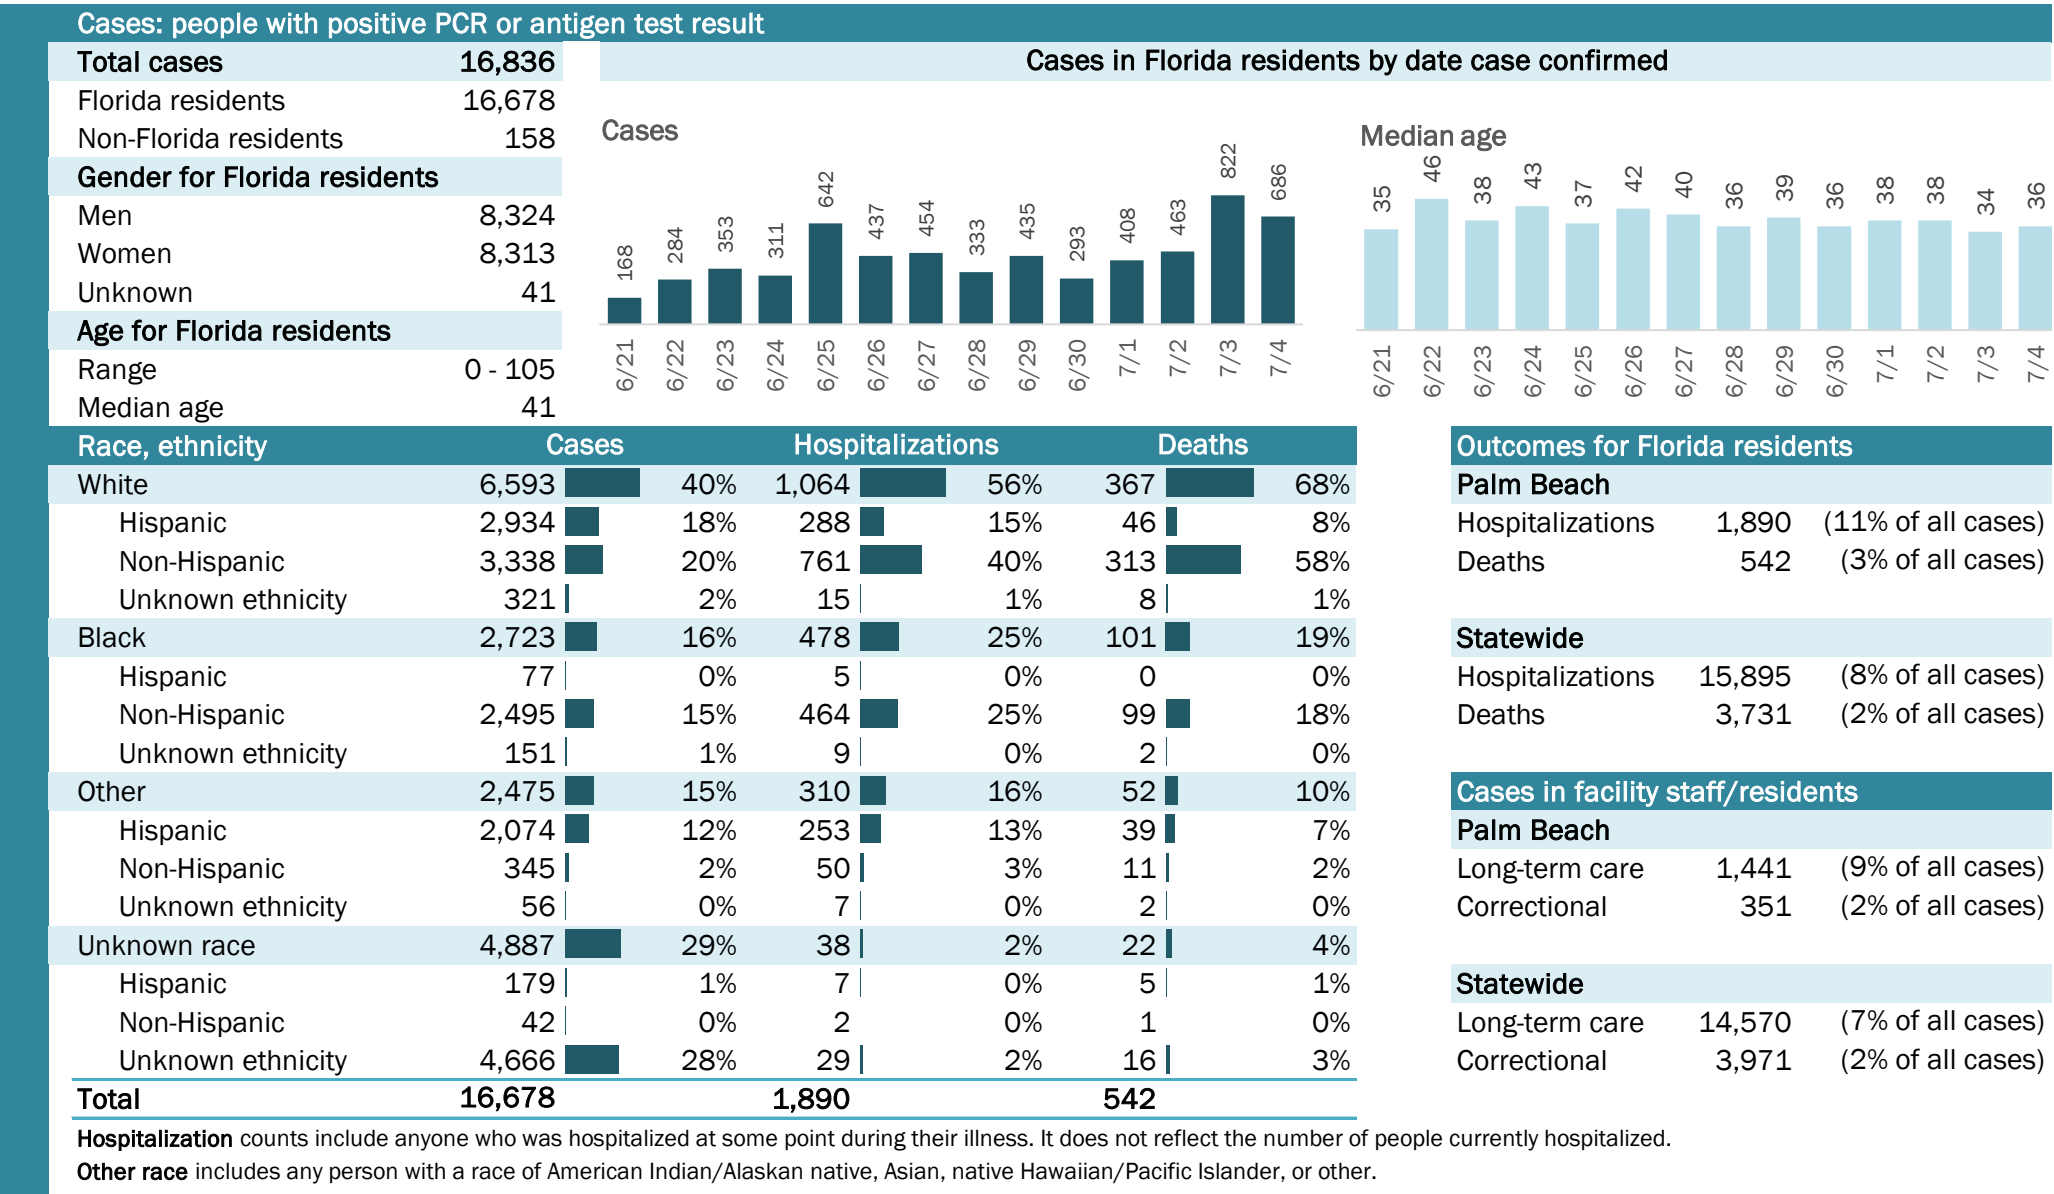 Cases: people with positive PCR or antigen test result
Total cases 16,836
Florida residents 16,678
Non-Florida residents 158
Gender for Florida residents
Men 8,324
Women 8,313
Unknown 41
Age for Florida residents
Range 0 - 105
Median age 41
Cases in Florida residents by date case confirmed
Cases
168 284 353 311 642 437 454 333 435 293 408 463 822 686
6/21 6/22 6/23 6/24 6/25 6/26 6/27 6/28 6/29 6/30 7/1 7/2 7/3 7/4
Median age
35 46 38 43 37 42 40 36 39 36 38 38 34 36
6/21 6/22 6/23 6/24 6/25 6/26 6/27 6/28 6/29 6/30 7/1 7/2 7/3 7/4
Race, ethnicity Cases Hospitalizations Deaths
White 6,593 40% 1,064 56% 367 68%
Hispanic 2,934 18% 288 15% 46 8%
Non-Hispanic 3,338 20% 761 40% 313 58%
Unknown ethnicity 321 2% 15 1% 8 1%
Black 2,723 16% 478 25% 101 19%
Hispanic 77 0% 5 0% 0 0%
Non-Hispanic 2,495 15% 464 25% 99 18%
Unknown ethnicity 151 1% 9 0% 2 0%
Other 2,475 15% 310 16% 52 10%
Hispanic 2,074 12% 253 13% 39 7%
Non-Hispanic 345 2% 50 3% 11 2%
Unknown ethnicity 56 0% 7 0% 2 0%
Unknown race 4,887 29% 38 2% 22 4%
Hispanic 179 1% 7 0% 5 1%
Non-Hispanic 42 0% 2 0% 1 0%
Unknown ethnicity 4,666 28% 29 2% 16 3%
Total 16,678 1,890 542
Outcomes for Florida residents
Palm Beach
Hospitalizations 1,890 (11% of all cases)
Deaths 542 (3% of all cases)
Statewide
Hospitalizations 15,895 (8% of all cases)
Deaths 3,731 (2% of all cases)
Cases in facility staff/residents
Palm Beach
Long-term care 1,441 (9% of all cases)
Correctional 351 (2% of all cases)
Statewide
Long-term care 14,570 (7% of all cases)
Correctional 3,971 (2% of all cases)
Hospitalization counts include anyone who was hospitalized at some point during their illness. It does not reflect the number of people currently hospitalized.
Other race includes any person with a race of American Indian/Alaskan native, Asian, native Hawaiian/Pacific Islander, or other.